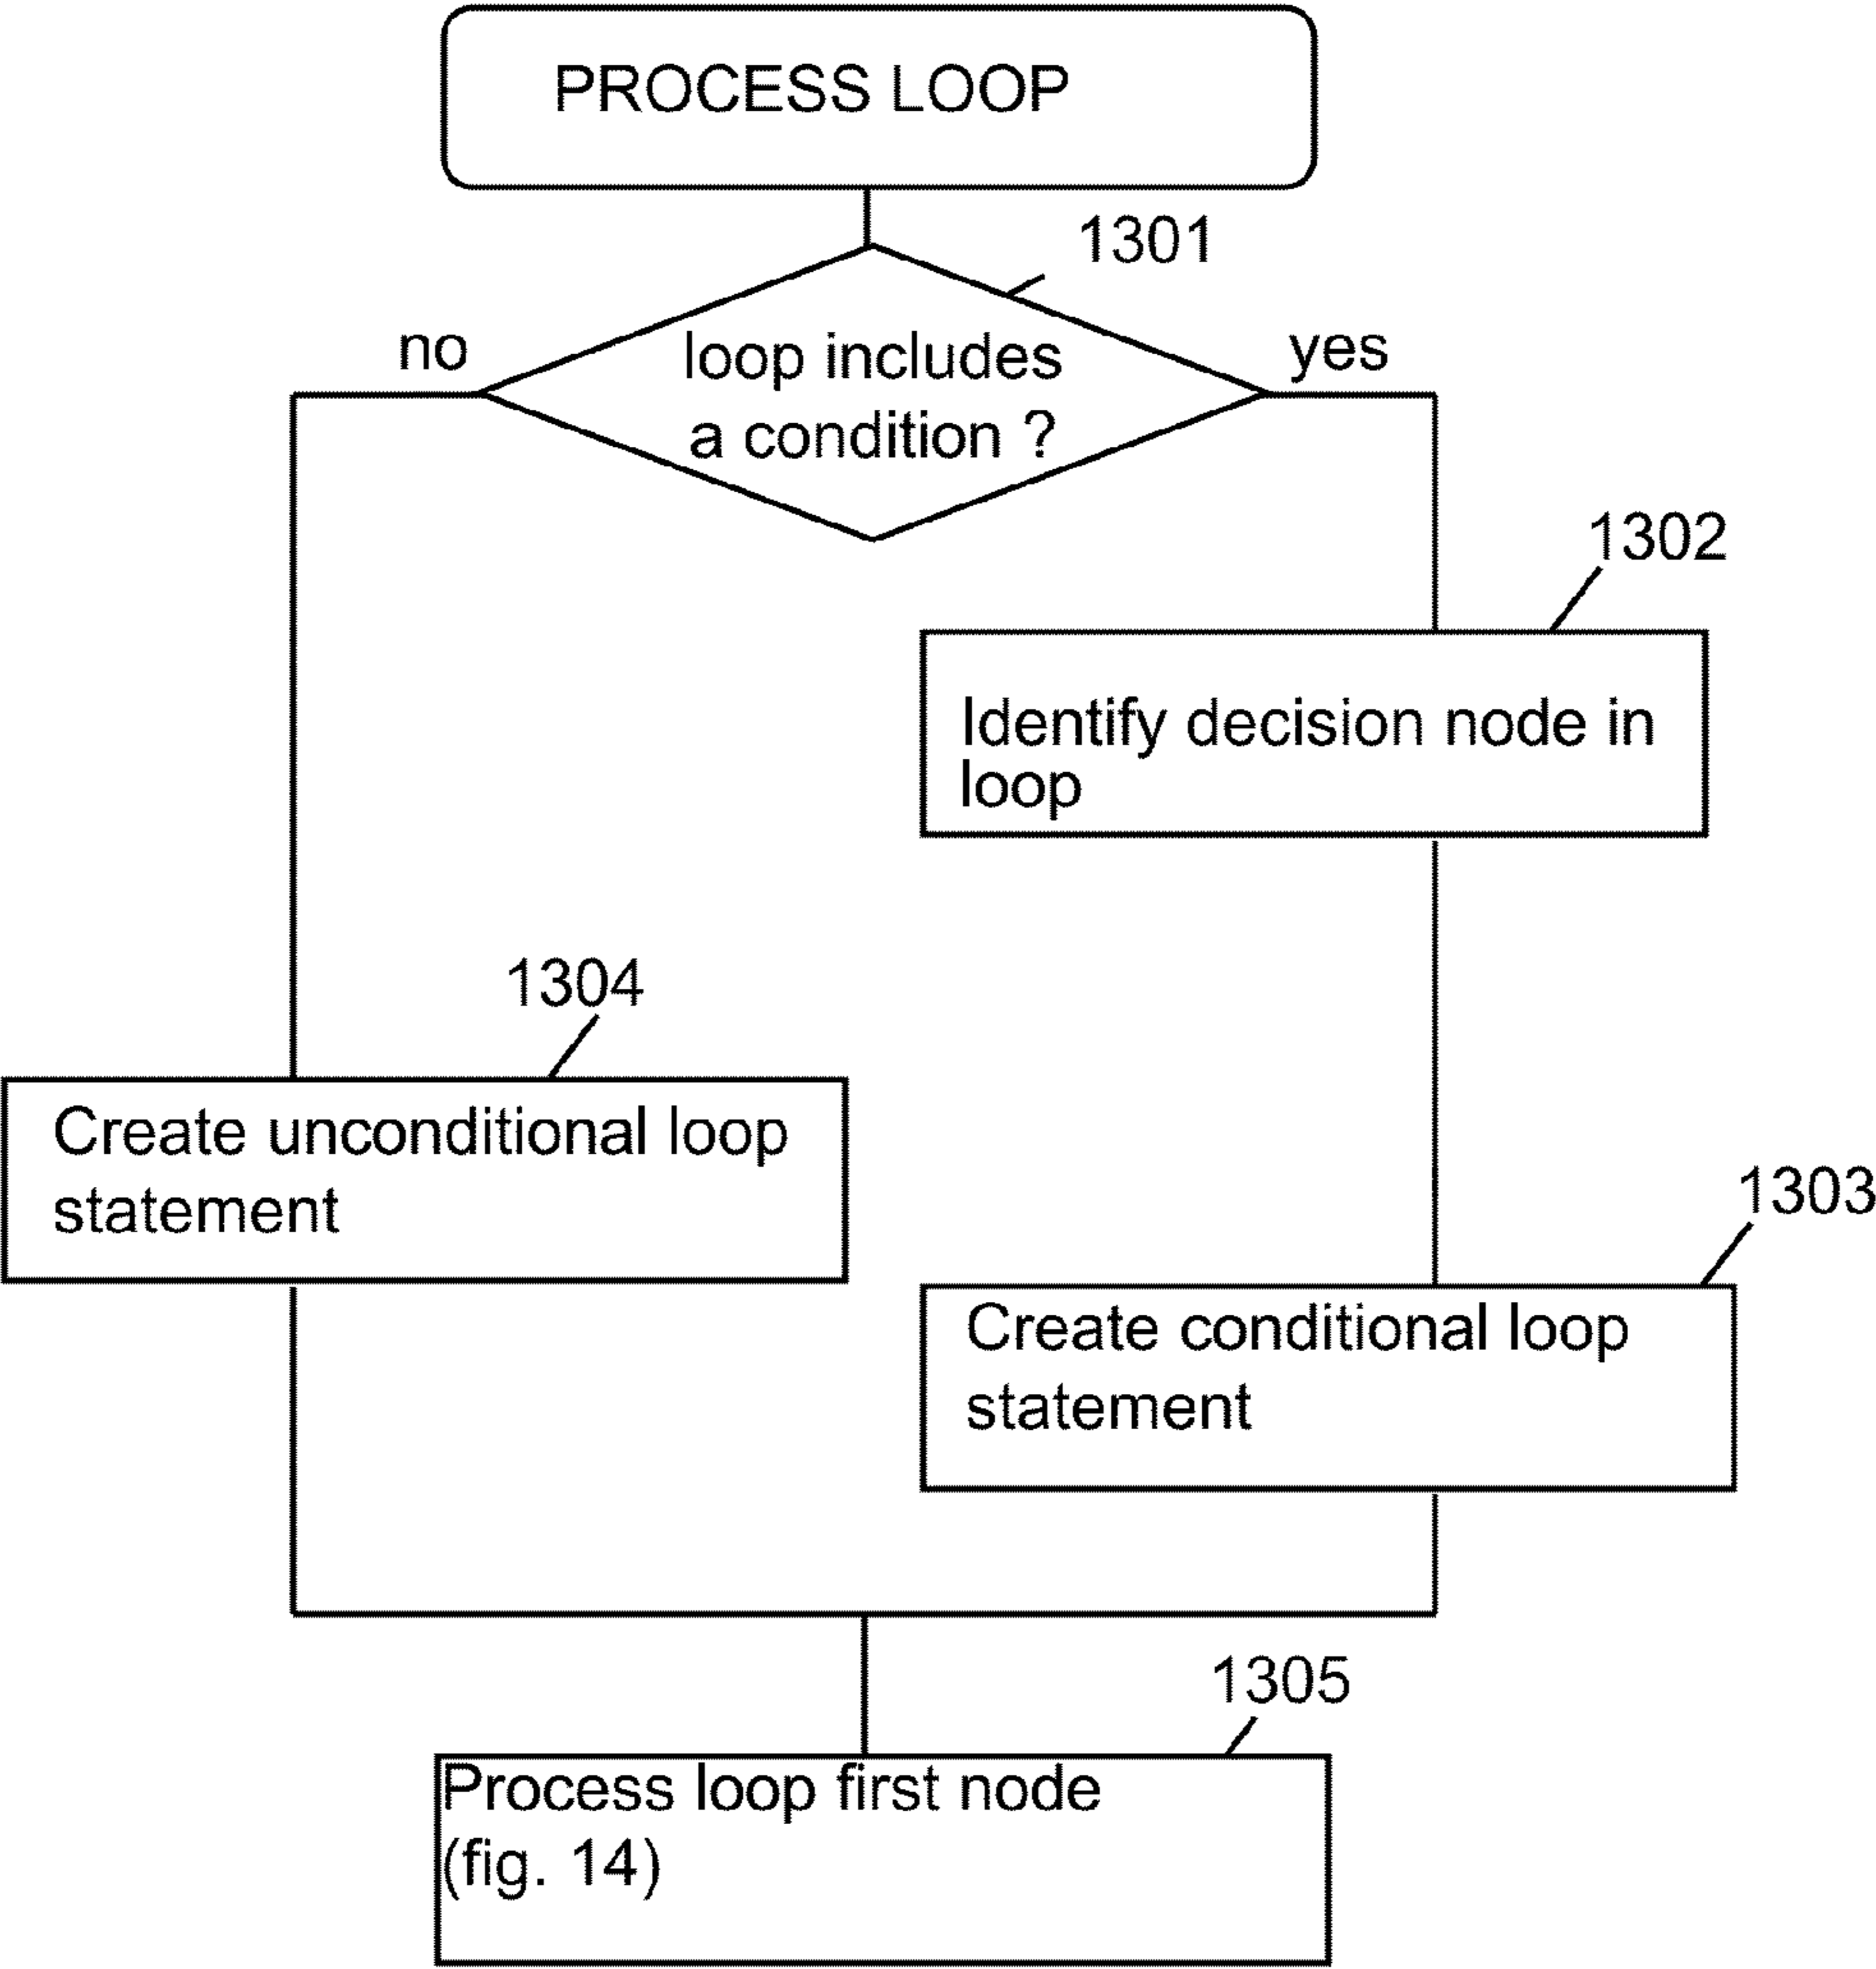 PROCESS LOOP
1301
no
loop includes
a condition ?
yes
1302
Identify decision node in
loop
1304
Create unconditional loop
statement
1303
Create conditional loop
statement
1305
Process loop first node
(fig. 14)